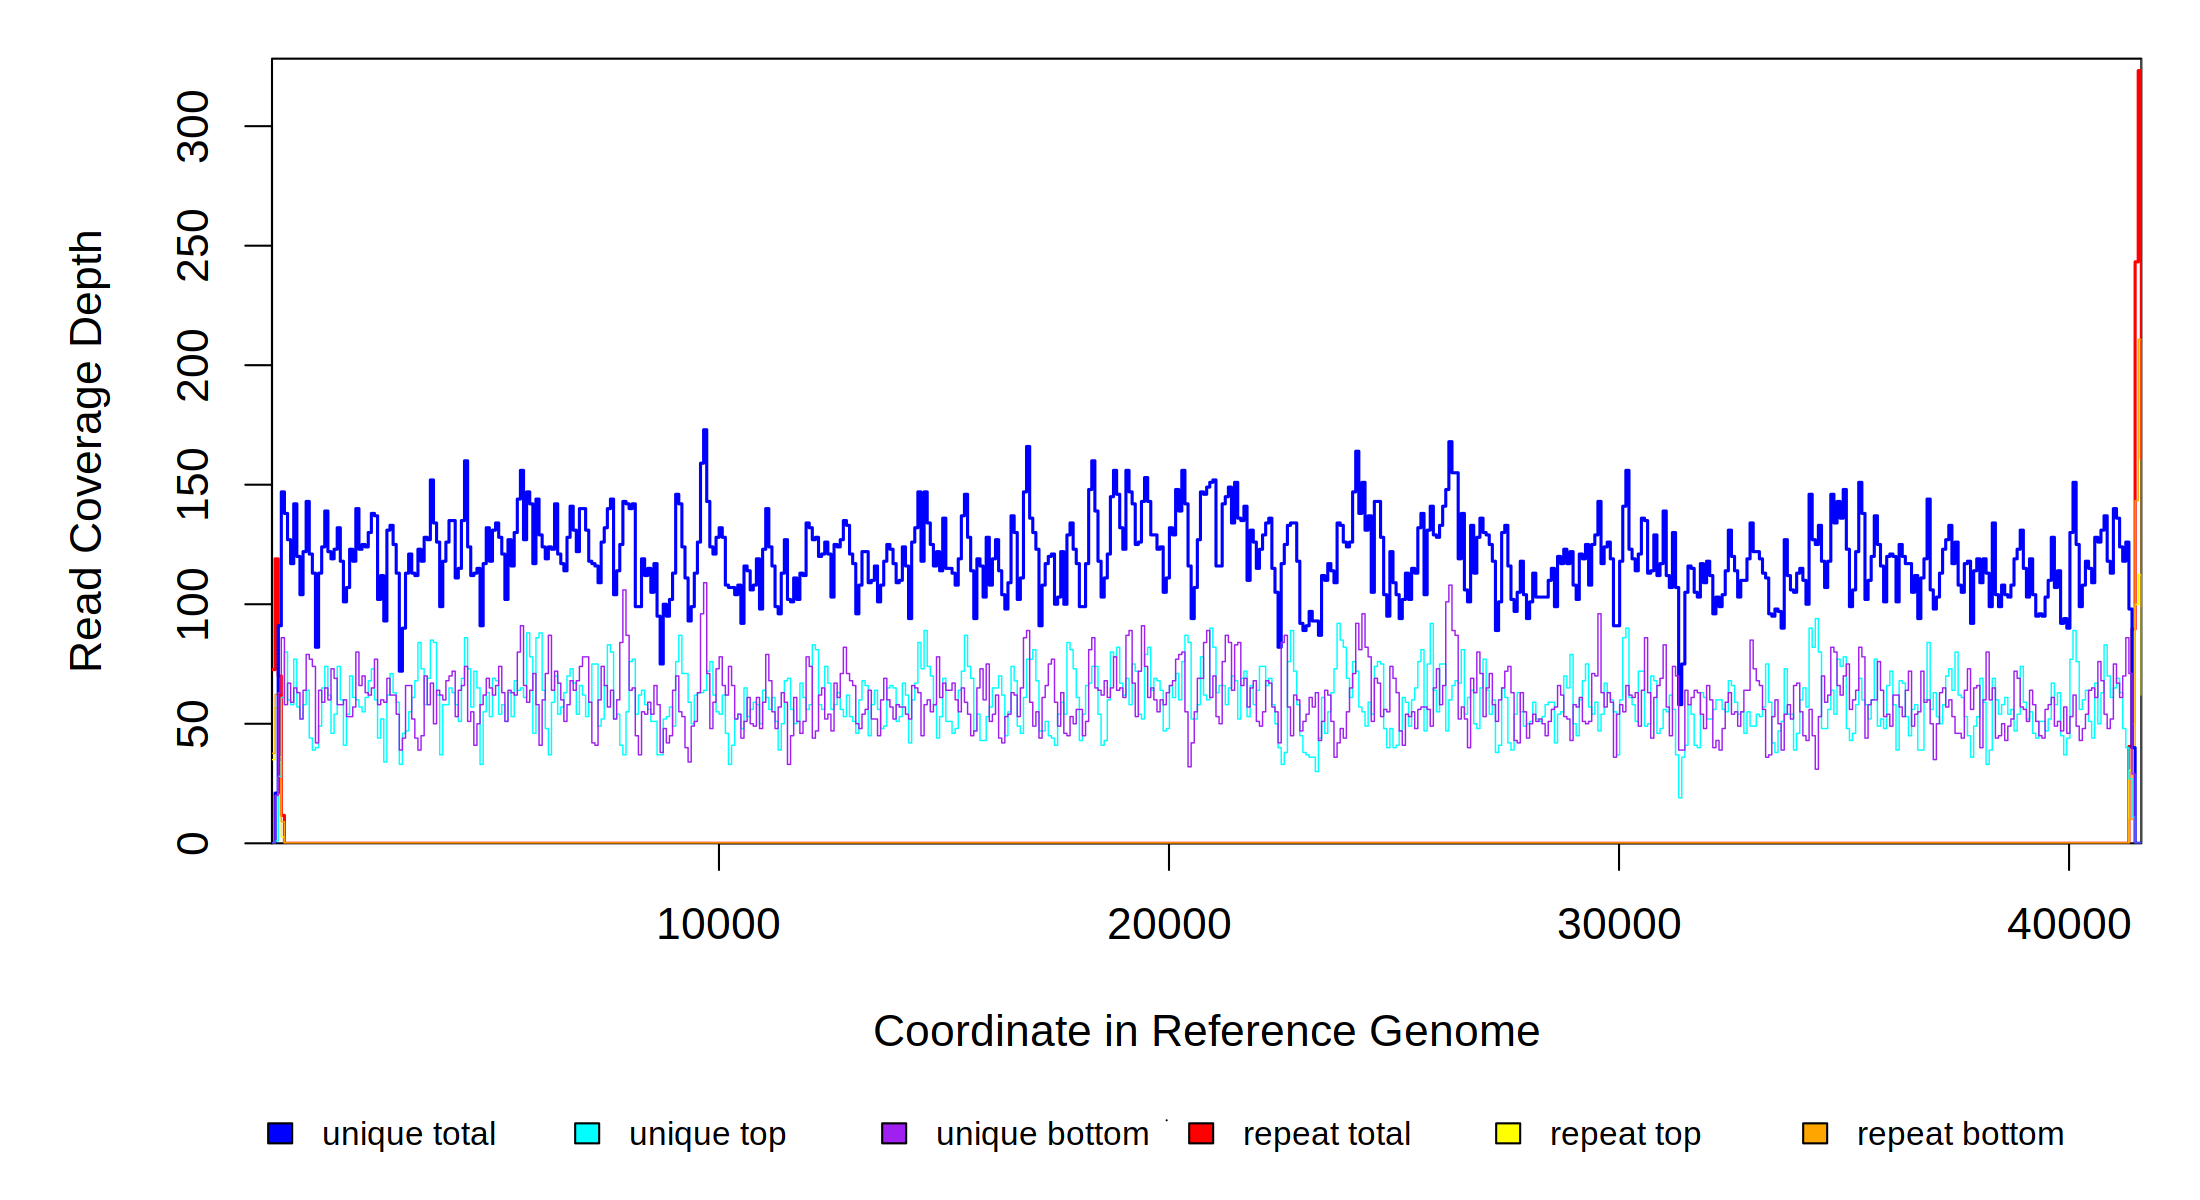 Read Coverage Depth
300
250
200
150
100
50
0
10000 20000 30000 40000
Coordinate in Reference Genome
unique total unique top unique bottom repeat total repeat top repeat bottom